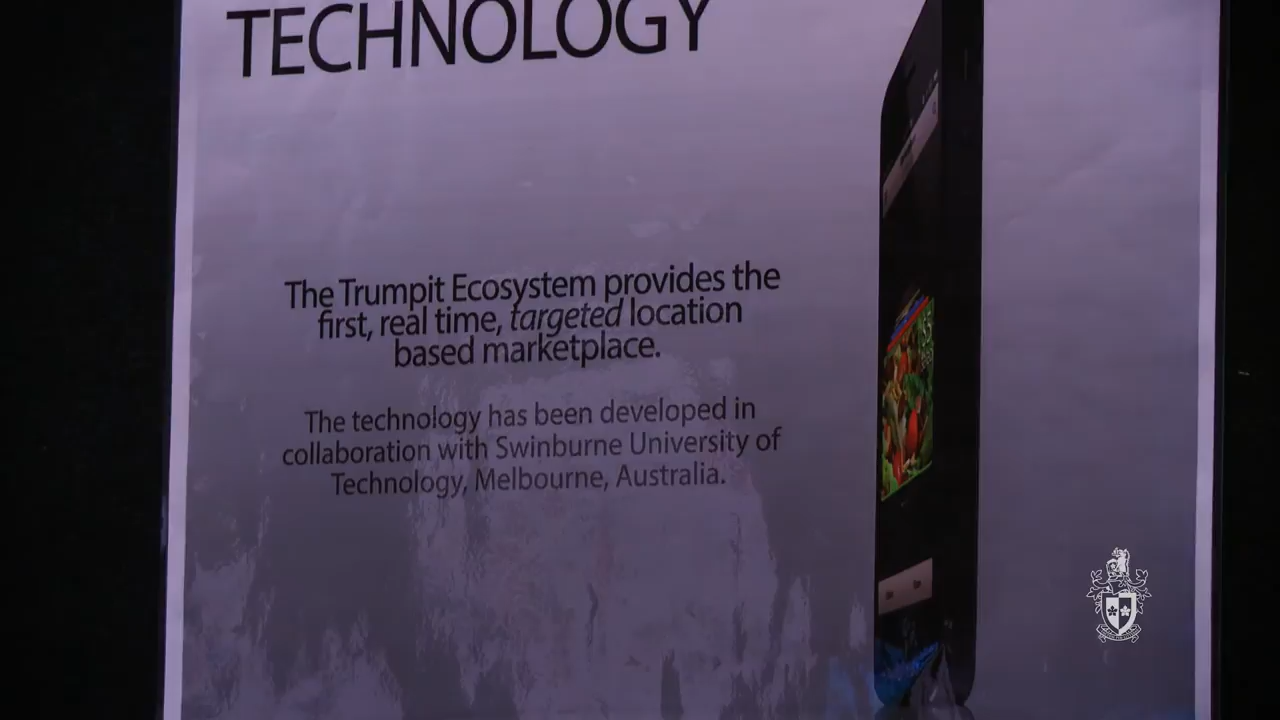 TECHNOLOGY
The Trumpit Ecosystem provides the
first, real time, targeted location
based marketplace.
The technology has been developed in
collaboration with Swinburne University of
Technology, Melbourne, Australia.